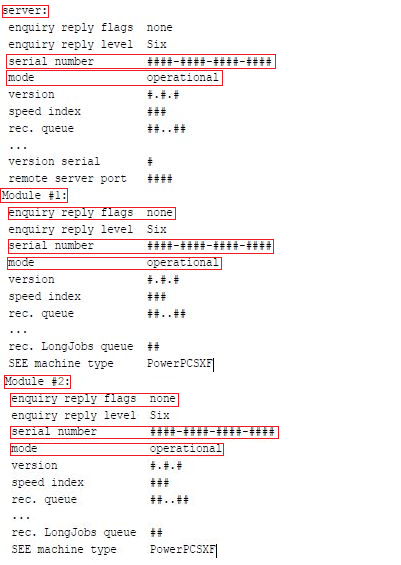 server:
enquiry reply flags none
enquiry reply level Six
serial number ####-####-####-####
mode operational
version #.#.#
speed index ###
rec. queue ##..##
...
version serial #
remote server port ####
Module #1:
enquiry reply flags none
enquiry reply level Six
serial number ####-####-####-####
mode operational
version #.#.#
speed index ###
rec. queue ##..##
...
rec. LongJobs queue ##
SEE machine type PowerPCSXF
Module #2:
enquiry reply flags none
enquiry reply level Six
serial number ####-####-####-####
mode operational
version #.#.#
speed index ###
rec. queue ##..##
...
rec. LongJobs queue ##
SEE machine type PowerPCSXF